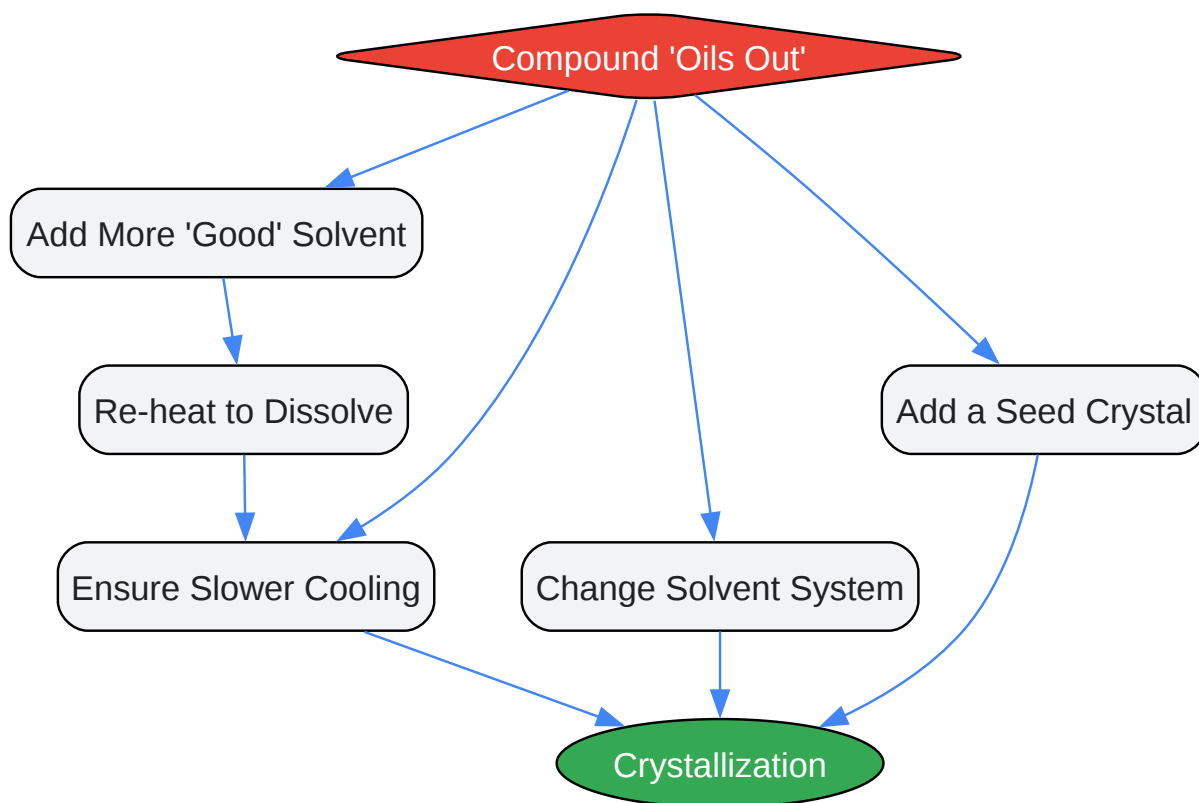 Compound 'Oils Out'
Add More 'Good' Solvent
Re-heat to Dissolve
Add a Seed Crystal
Ensure Slower Cooling
Change Solvent System
Crystallization